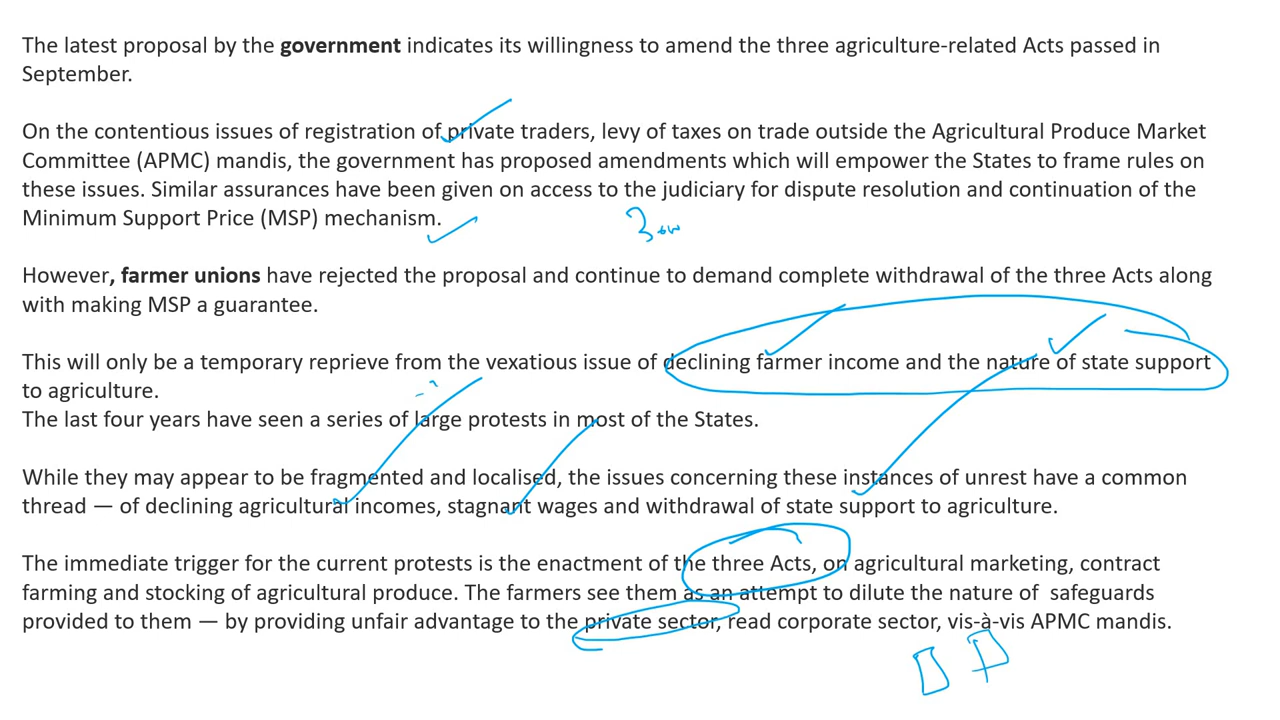 The latest proposal by the government indicates its willingness to amend the three agriculture-related Acts passed in
September.
On the contentious issues of registration of private traders, levy of taxes on trade outside the Agricultural Produce Market
Committee (APMC) mandis, the government has proposed amendments which will empower the States to frame rules on
these issues. Similar assurances have been given on access to the judiciary for dispute resolution and continuation of the
Minimum Support Price (MSP) mechanism.
However, farmer unions have rejected the proposal and continue to demand complete withdrawal of the three Acts along
with making MSP a guarantee.
This will only be a temporary reprieve from the vexatious issue of declining farmer income and the nature of state support
to agriculture.
The last four years have seen a series of large protests in most of the States.
While they may appear to be fragmented and localised, the issues concerning these instances of unrest have a common
thread — of declining agricultural incomes, stagnant wages and withdrawal of state support to agriculture.
The immediate trigger for the current protests is the enactment of the three Acts, on agricultural marketing, contract
farming and stocking of agricultural produce. The farmers see them as an attempt to dilute the nature of safeguards
provided to them — by providing unfair advantage to the private sector, read corporate sector, vis-à-vis APMC mandis.